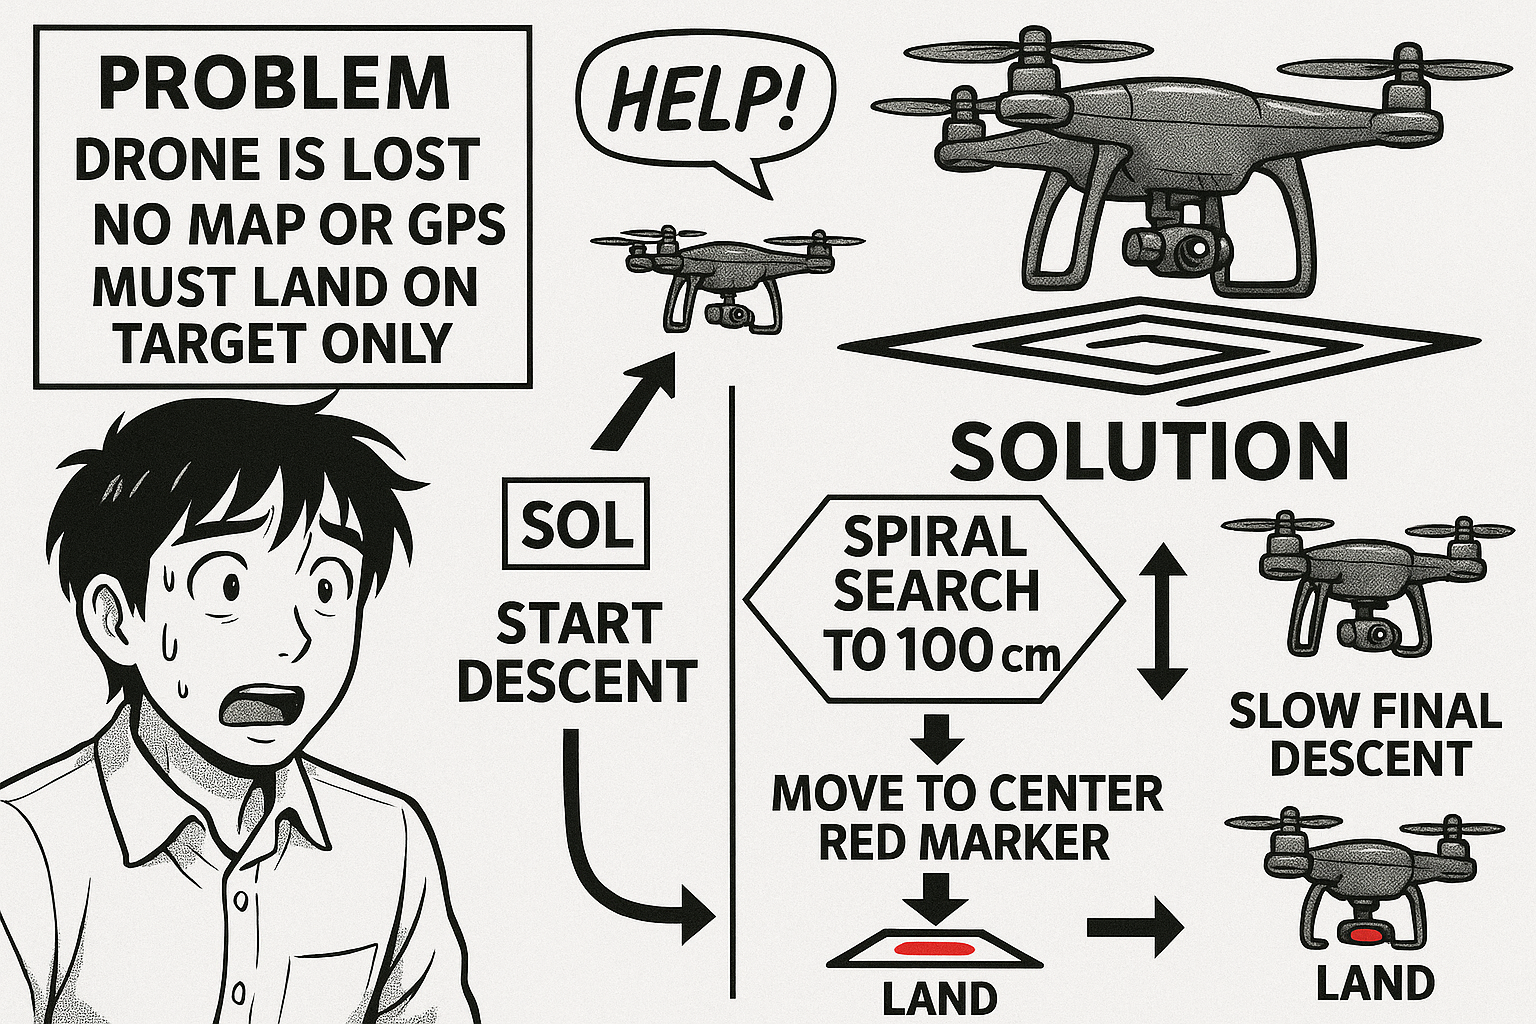 PROBLEM
DRONE IS LOST
NO MAP OR GPS
MUST LAND ON
TARGET ONLY
HELP!
SOL
START
DESCENT
SOLUTION
SPIRAL
SEARCH
TO 100 cm
MOVE TO CENTER
RED MARKER
LAND
SLOW FINAL
DESCENT
LAND